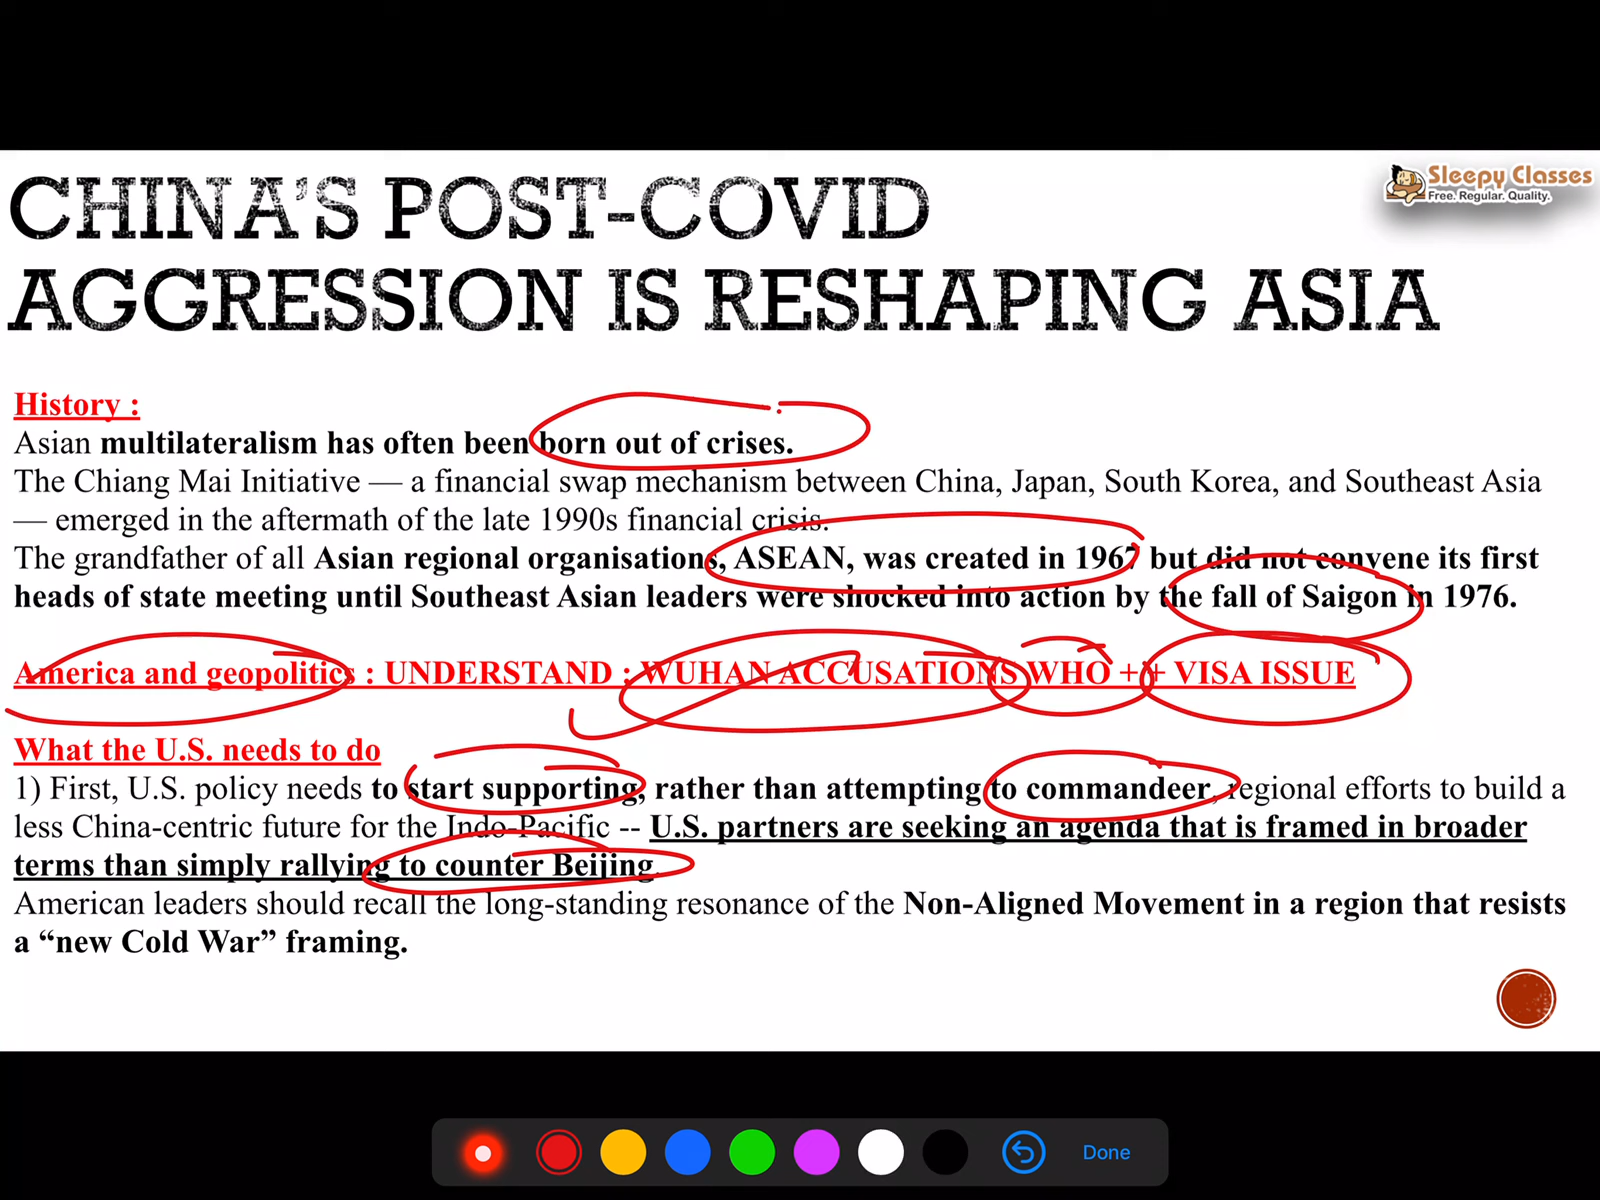 CHINA'S POST-COVID
AGGRESSION IS RESHAPING ASIA
Sleepy Classes
Free. Regular. Quality.
History :
Asian multilateralism has often been born out of crises.
The Chiang Mai Initiative — a financial swap mechanism between China, Japan, South Korea, and Southeast Asia
— emerged in the aftermath of the late 1990s financial crisis.
The grandfather of all Asian regional organisations, ASEAN, was created in 1967 but did not convene its first
heads of state meeting until Southeast Asian leaders were shocked into action by the fall of Saigon in 1976.
America and geopolitics : UNDERSTAND : WUHAN ACCUSATIONS WHO + + VISA ISSUE
What the U.S. needs to do
1) First, U.S. policy needs to start supporting, rather than attempting to commandeer, regional efforts to build a
less China-centric future for the Indo-Pacific -- U.S. partners are seeking an agenda that is framed in broader
terms than simply rallying to counter Beijing.
American leaders should recall the long-standing resonance of the Non-Aligned Movement in a region that resists
a “new Cold War” framing.
Done